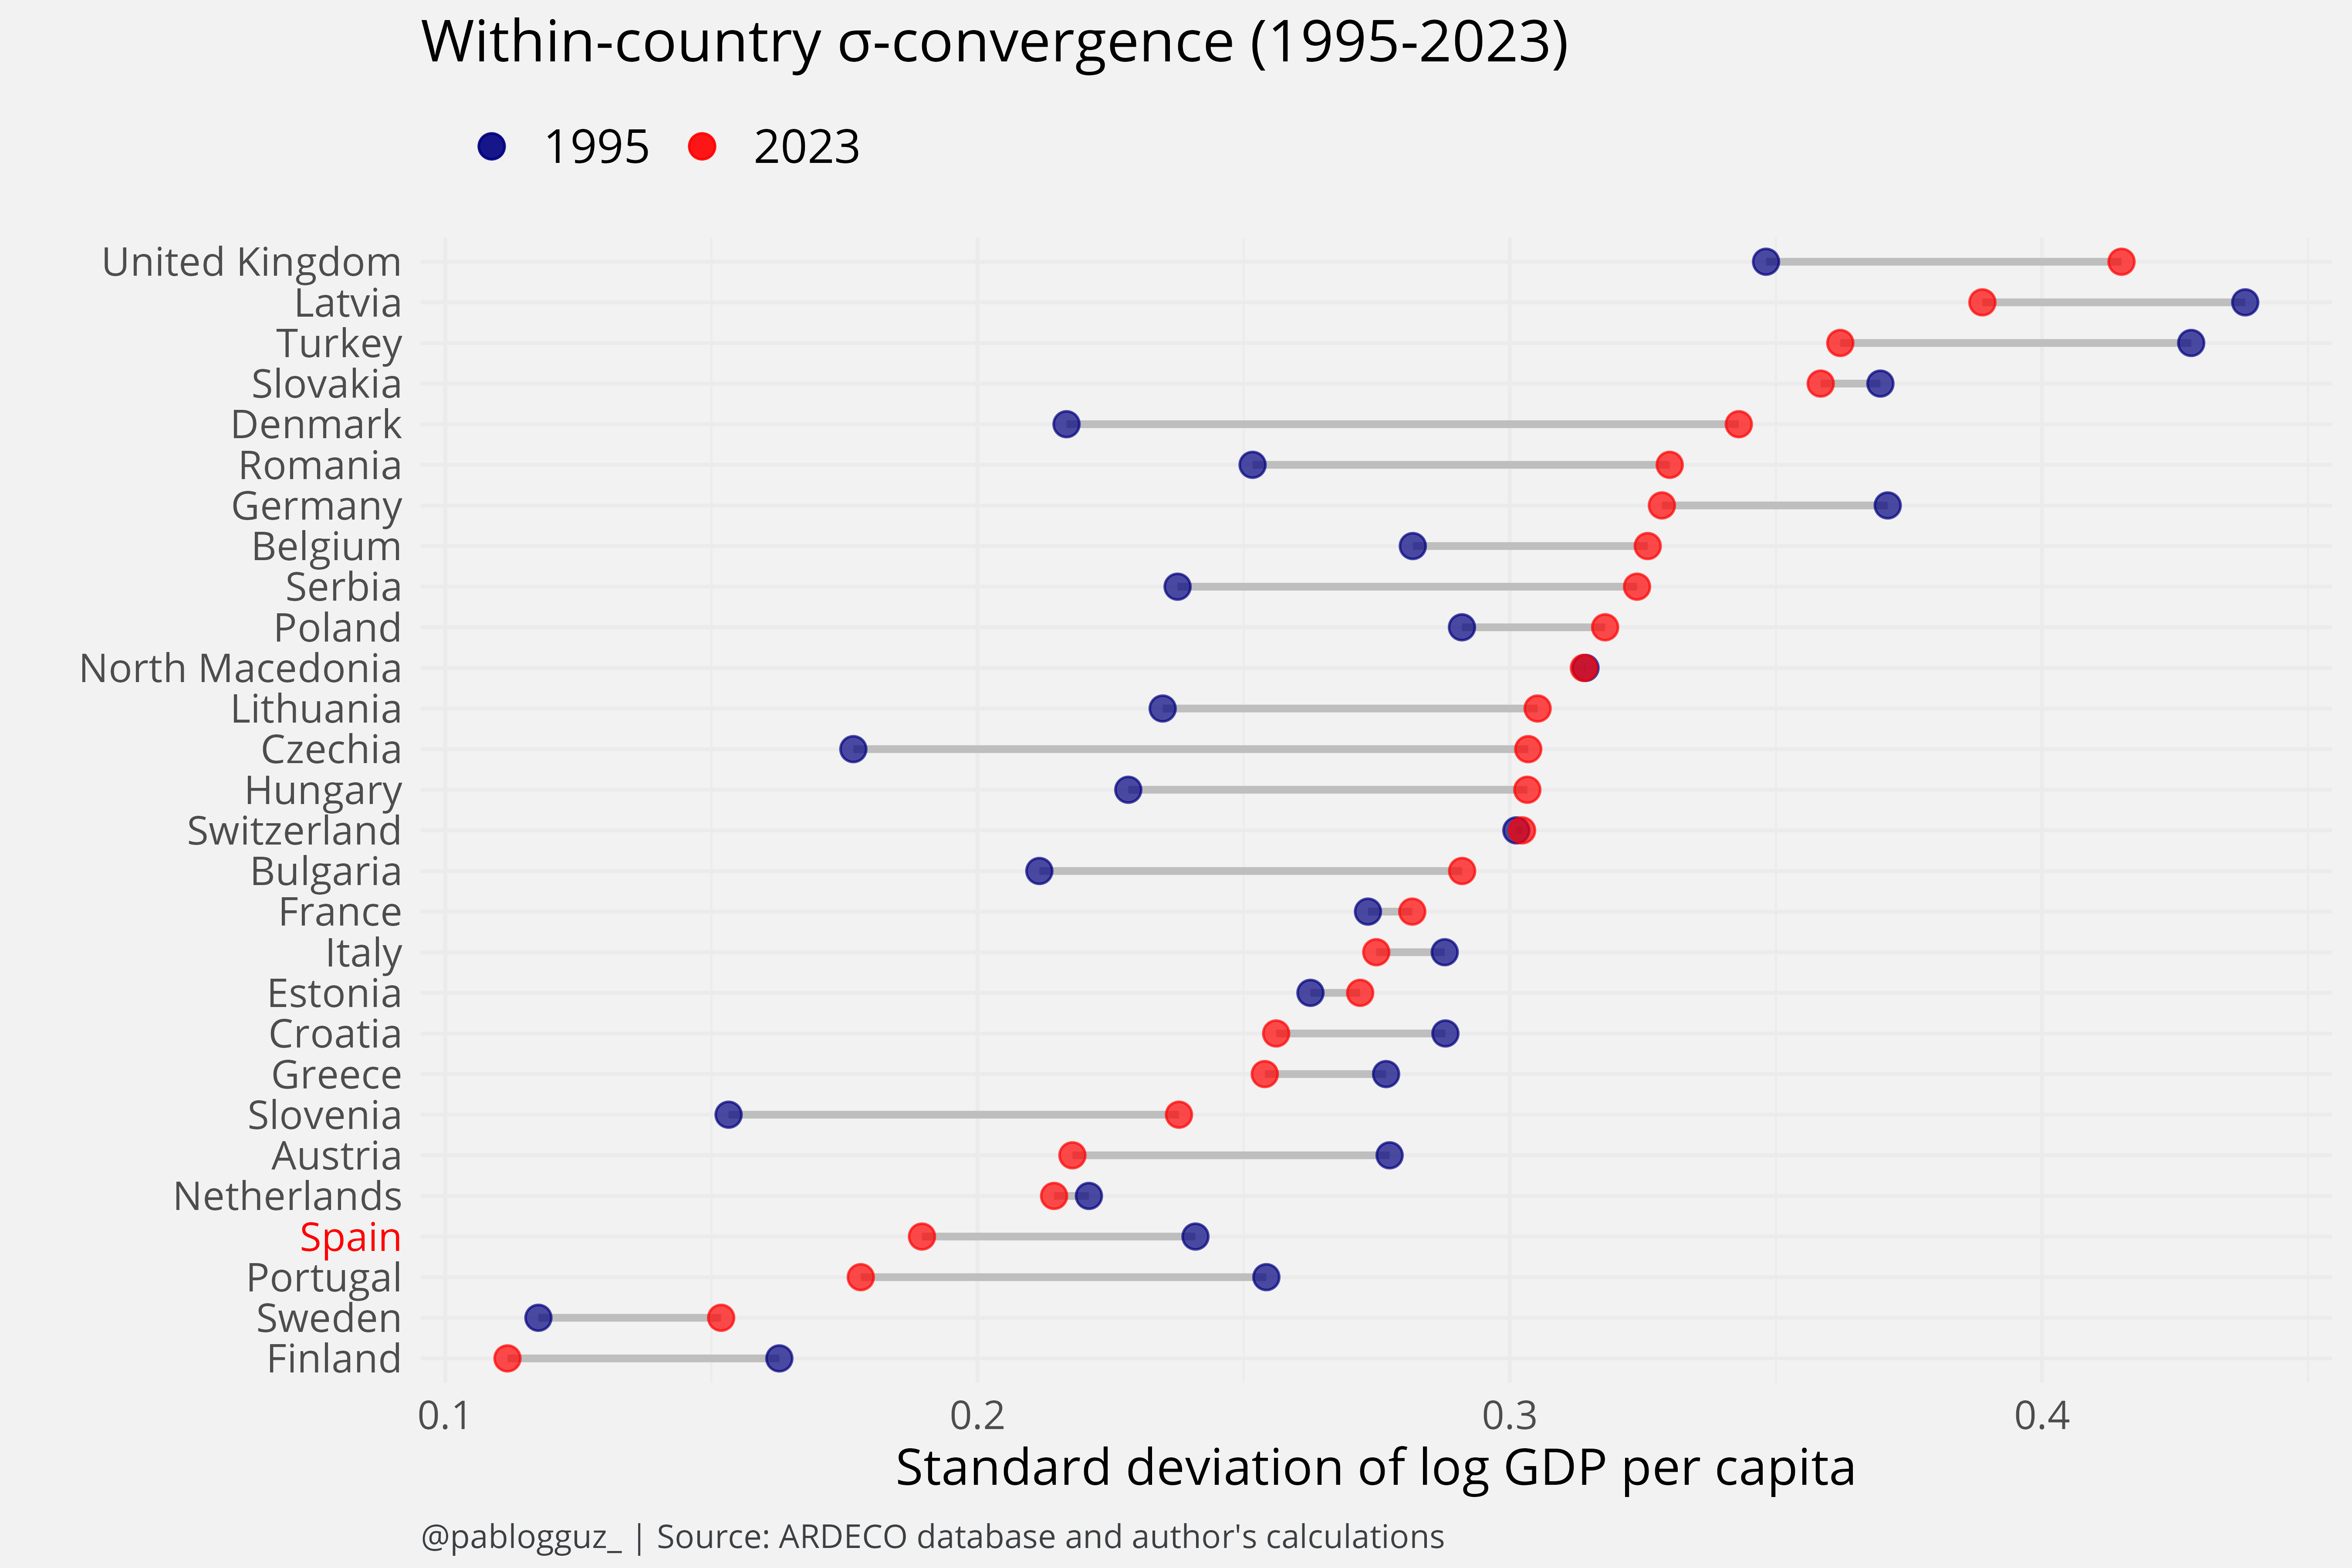 Within-country σ-convergence (1995-2023)
1995 2023
United Kingdom
Latvia
Turkey
Slovakia
Denmark
Romania
Germany
Belgium
Serbia
Poland
North Macedonia
Lithuania
Czechia
Hungary
Switzerland
Bulgaria
France
Italy
Estonia
Croatia
Greece
Slovenia
Austria
Netherlands
Spain
Portugal
Sweden
Finland
0.1 0.2 0.3 0.4
Standard deviation of log GDP per capita
@pablogguz_ | Source: ARDECO database and author's calculations